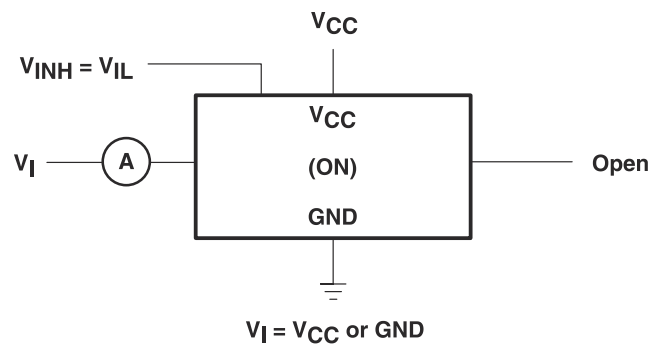 VCC
VINH = VIL
VCC
VI
A
(ON)
Open
GND
VI = VCC or GND